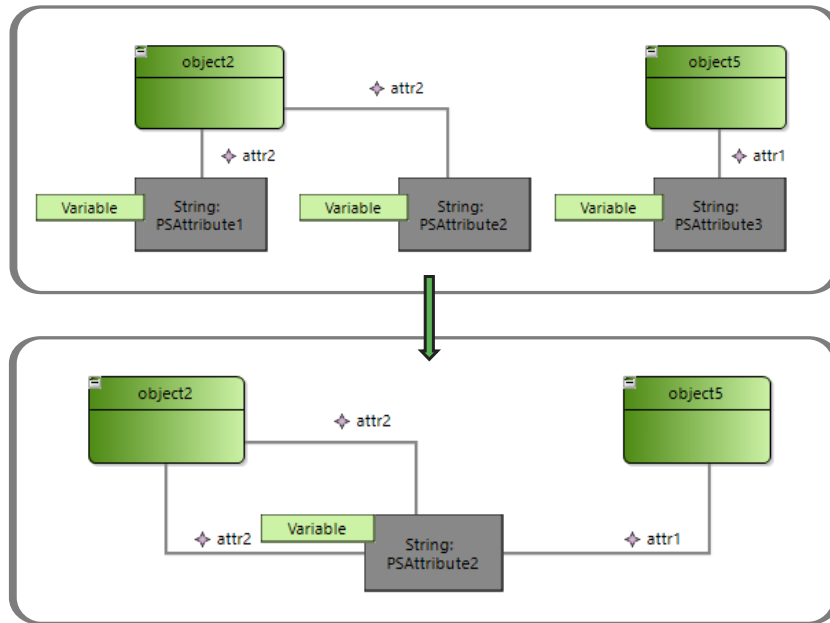 object2
object5
attr2
attr2
attr1
Variable
String:
PSAttribute1
Variable
String:
PSAttribute2
Variable
String:
PSAttribute3
object2
object5
attr2
attr2
Variable
String:
PSAttribute2
attr1